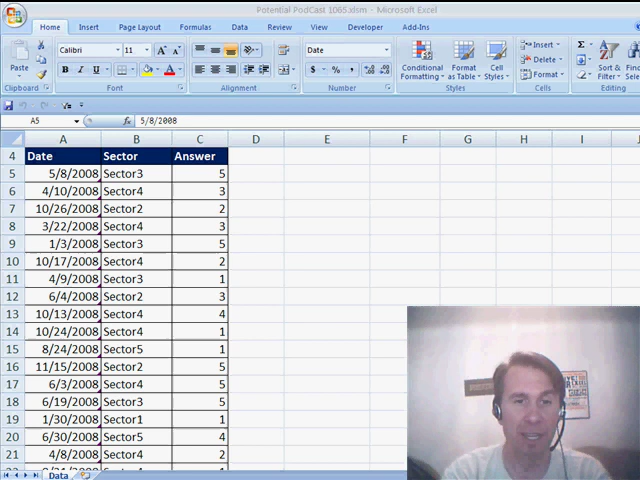 Potential PodCast 1065.xlsm - Microsoft Excel
Home Insert Page Layout Formulas Data Review View Developer Add-Ins
Calibri 11 Date Insert
Paste B I U $ % , Conditional Formatting Format as Table Cell Styles Delete Format Sort & Filter
Clipboard Font Alignment Number Styles Cells
A5 fx 5/8/2008
A B C D E F G H I
4 Date Sector Answer
5 5/8/2008 Sector3 5
6 4/10/2008 Sector4 3
7 10/26/2008 Sector2 2
8 3/22/2008 Sector4 3
9 1/3/2008 Sector3 5
10 10/17/2008 Sector4 2
11 4/9/2008 Sector3 1
12 6/4/2008 Sector2 3
13 10/13/2008 Sector4 4
14 10/24/2008 Sector4 1
15 8/24/2008 Sector5 1
16 11/15/2008 Sector2 5
17 6/3/2008 Sector4 5
18 6/19/2008 Sector3 5
19 1/30/2008 Sector1 1
20 6/30/2008 Sector5 4
21 4/8/2008 Sector4 2
Data